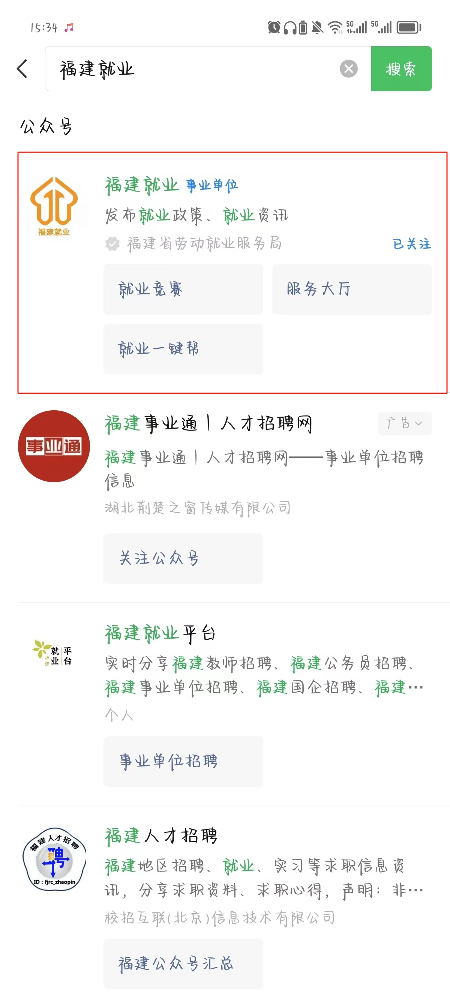 15:34
5G 5G
福建就业
搜索
公众号
福建就业 事业单位
发布就业政策、就业资讯
福建省劳动就业服务局 已关注
福建就业
就业竞赛 服务大厅
就业一键帮
福建事业通丨人才招聘网 广告
事业通
福建事业通丨人才招聘网——事业单位招聘
信息
湖北荆楚之窗传媒有限公司
关注公众号
福建就业平台
福建
就业
平台
实时分享福建教师招聘、福建公务员招聘、
福建事业单位招聘、福建国企招聘、福建…
个人
事业单位招聘
福建人才招聘
福建人才招聘
招聘
ID：fjrc_zhaopin
福建地区招聘、就业、实习等求职信息资
讯，分享求职资料、求职心得，声明：非…
校招互联(北京)信息技术有限公司
福建公众号汇总